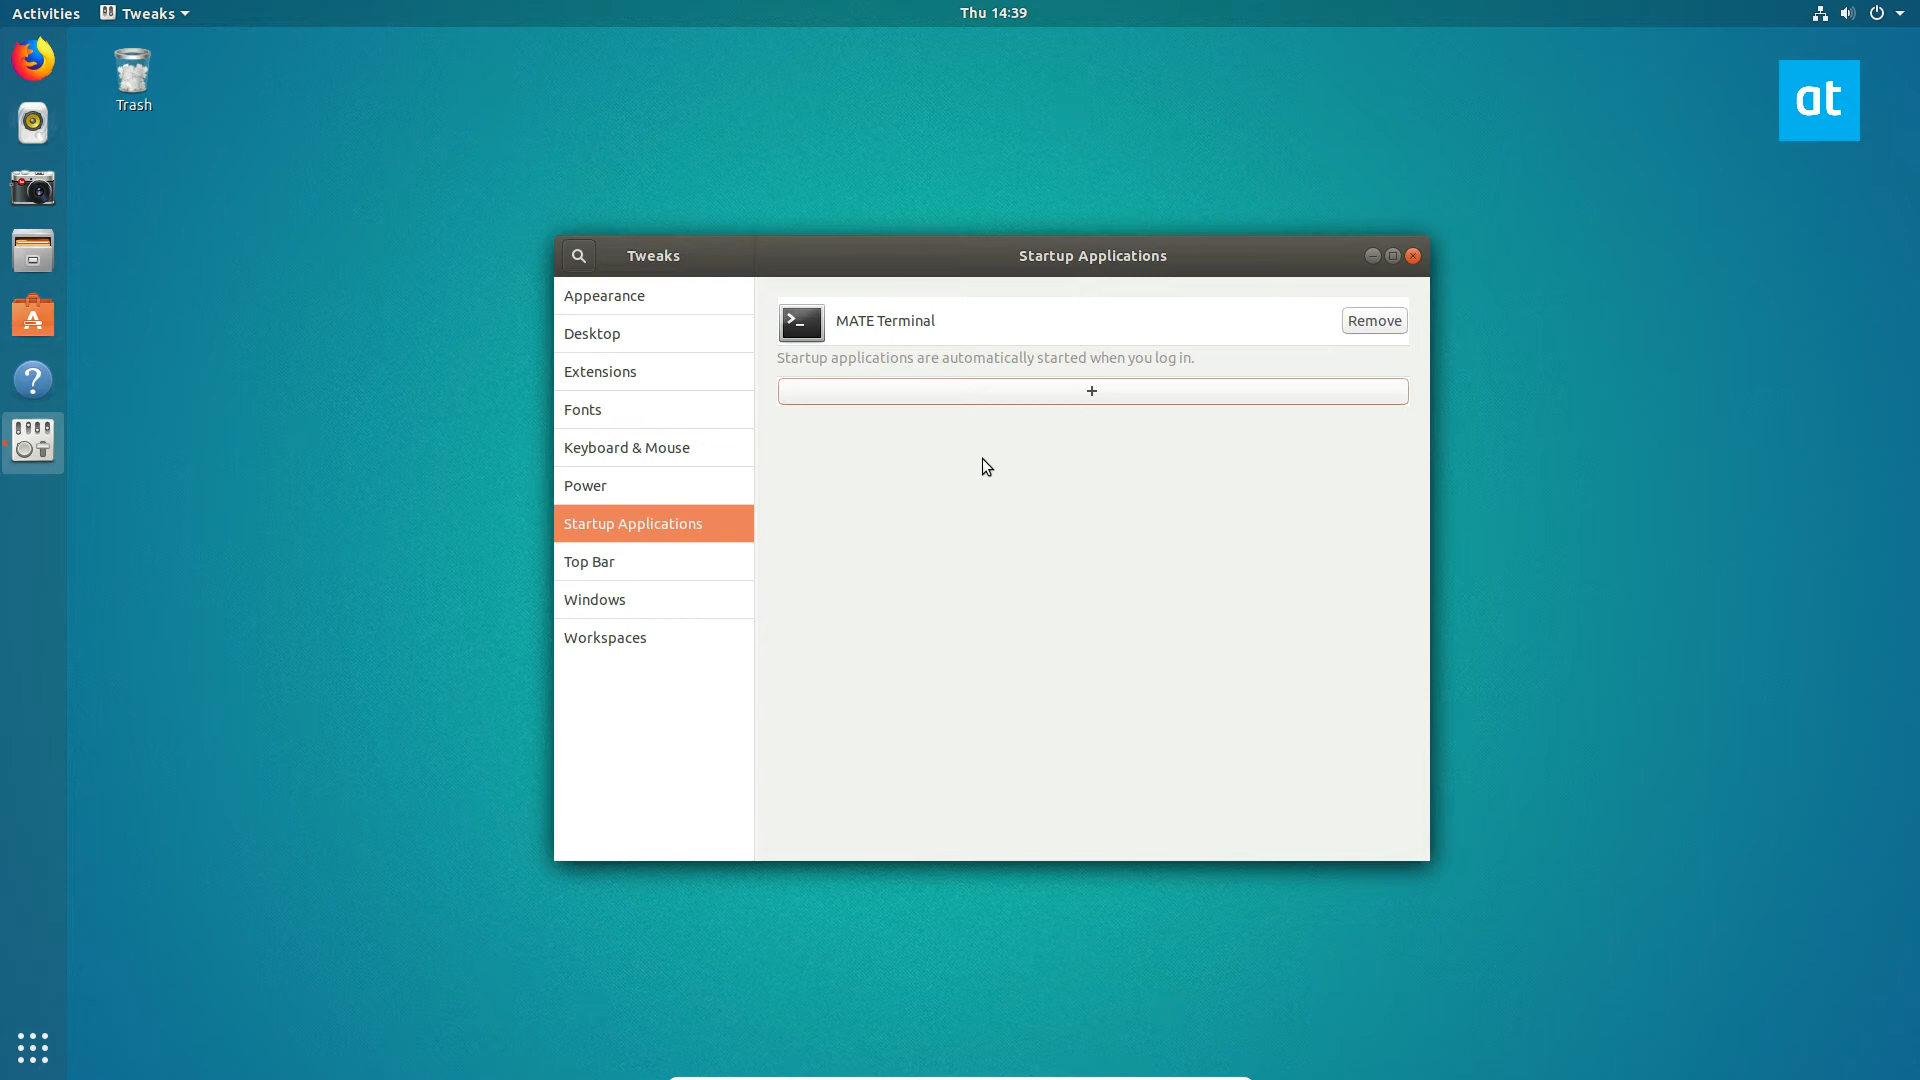 Activities Tweaks Thu 14:39
Trash
at
Tweaks Startup Applications
Appearance
Desktop
Extensions
Fonts
Keyboard & Mouse
Power
Startup Applications
Top Bar
Windows
Workspaces
MATE Terminal Remove
Startup applications are automatically started when you log in.
+